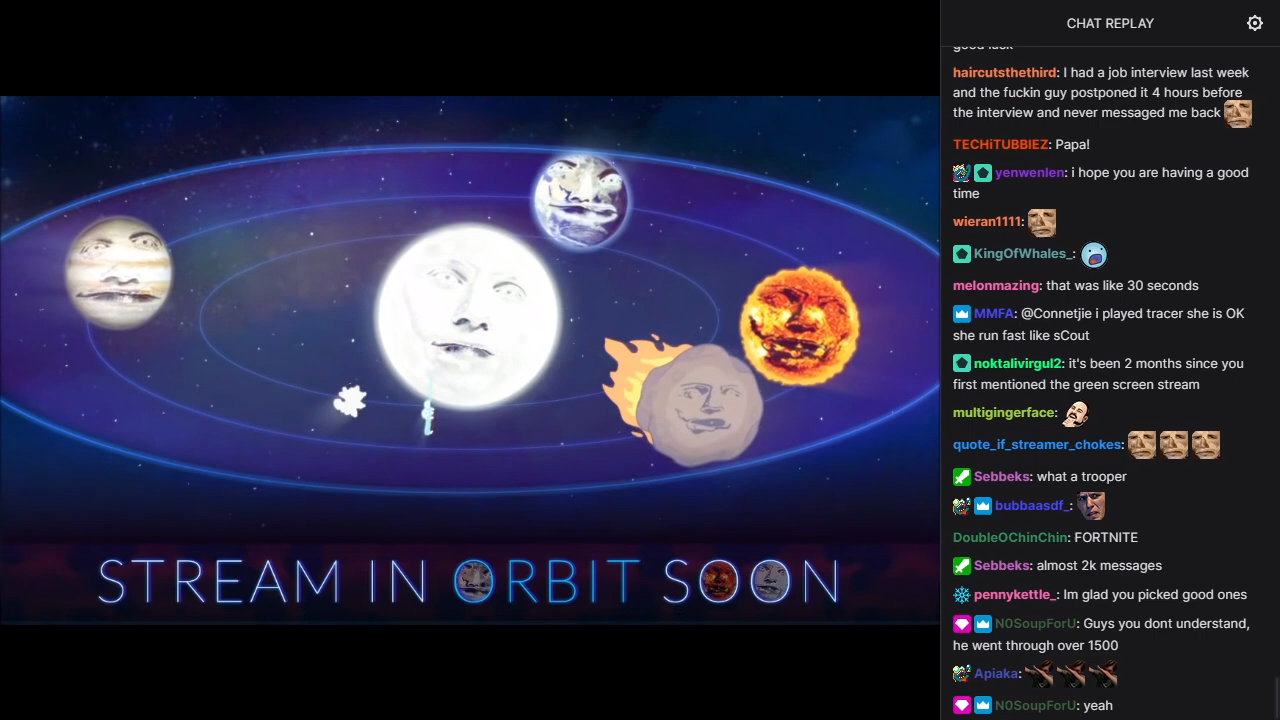 CHAT REPLAY
good luck
haircutsthethird: I had a job interview last week
and the fuckin guy postponed it 4 hours before
the interview and never messaged me back
TECHiTUBBIEZ: Papa!
yenwenlen: i hope you are having a good
time
wieran1111:
KingOfWhales_:
melonmazing: that was like 30 seconds
MMFA: @Connetjie i played tracer she is OK
she run fast like sCout
noktalivirgul2: it's been 2 months since you
first mentioned the green screen stream
multigingerface:
quote_if_streamer_chokes:
Sebbeks: what a trooper
bubbaasdf_:
DoubleOChinChin: FORTNITE
Sebbeks: almost 2k messages
pennykettle_: Im glad you picked good ones
N0SoupForU: Guys you dont understand,
he went through over 1500
Apiaka:
N0SoupForU: yeah
STREAM IN ORBIT SOON